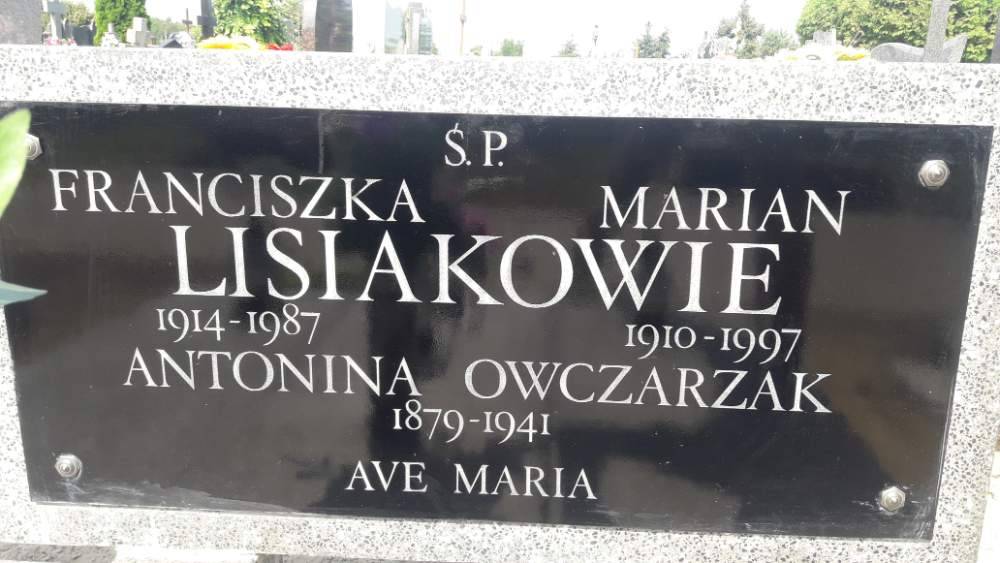 Ś. P.
FRANCISZKA MARIAN
LISIAKOWIE
1914-1987 1910-1997
ANTONINA OWCZARZAK
1879-1941
AVE MARIA